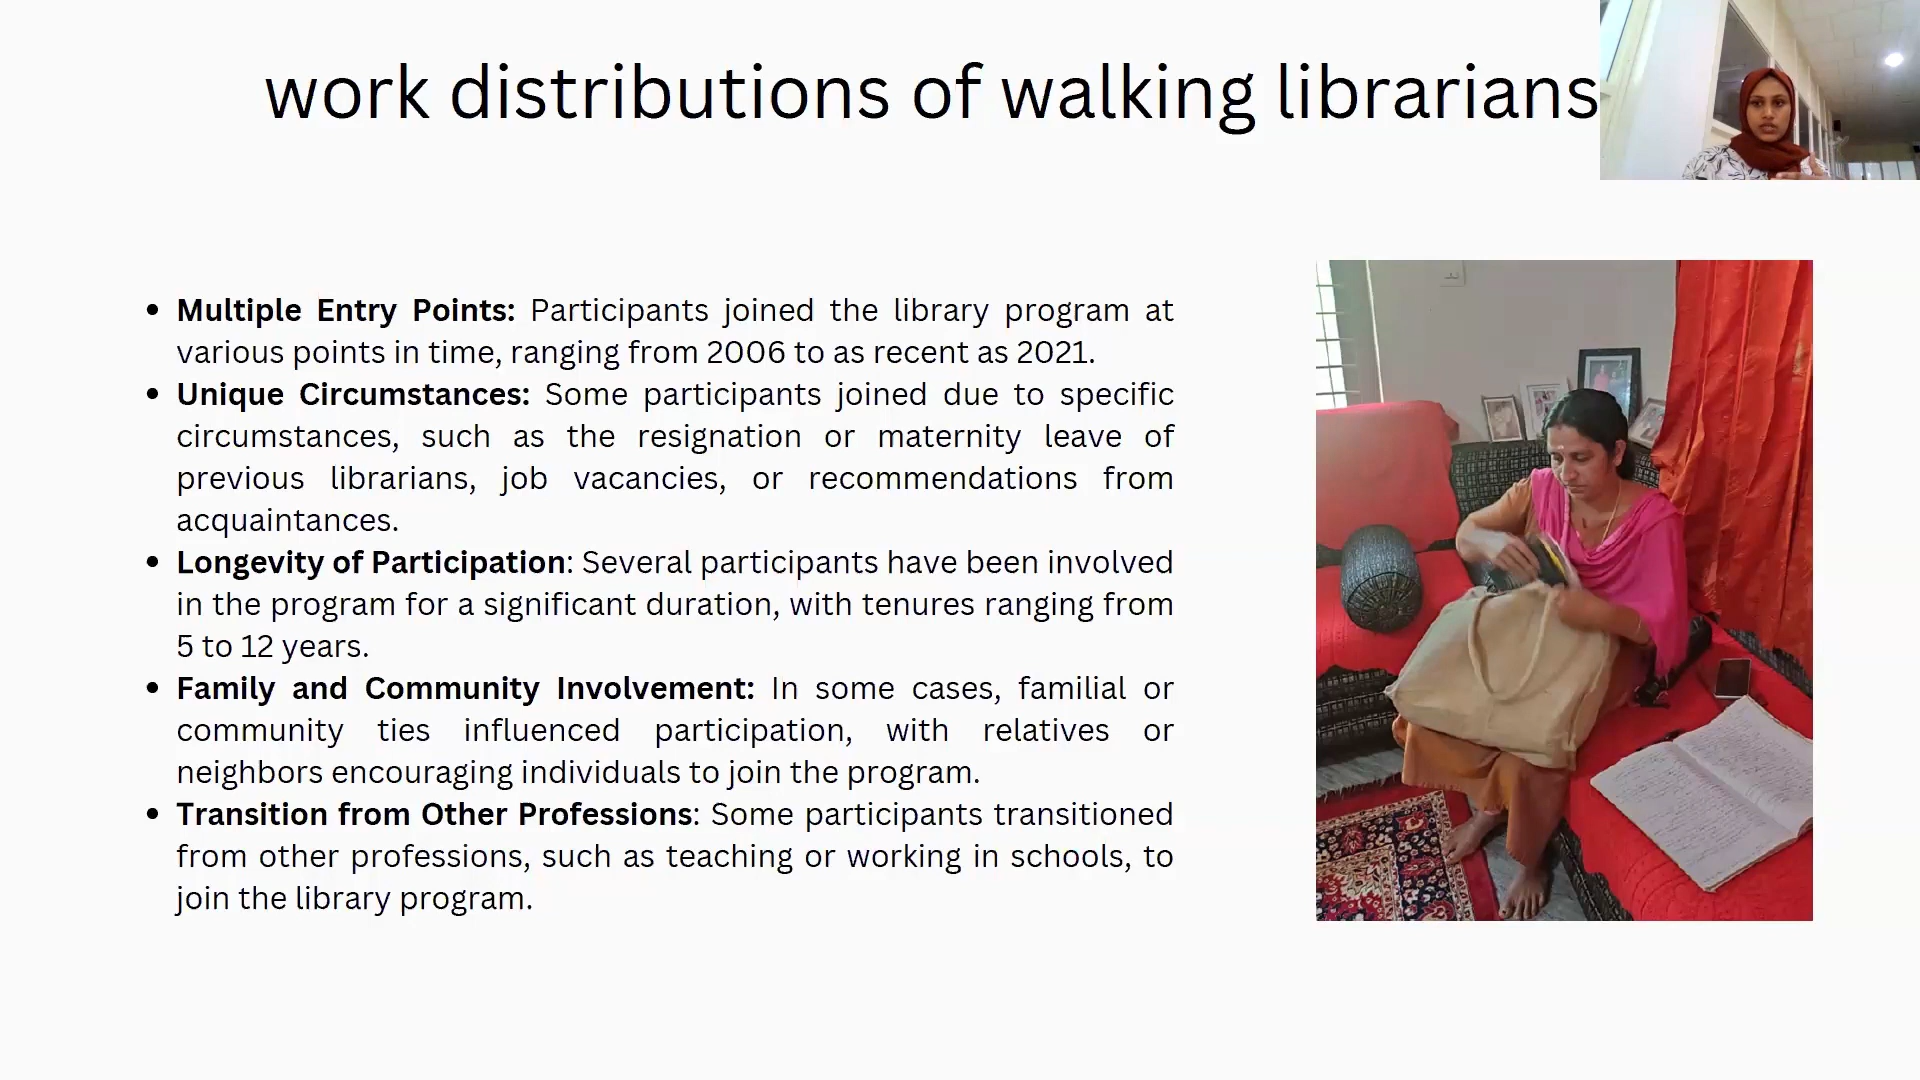 work distributions of walking librarians
• Multiple Entry Points: Participants joined the library program at
various points in time, ranging from 2006 to as recent as 2021.
• Unique Circumstances: Some participants joined due to specific
circumstances, such as the resignation or maternity leave of
previous librarians, job vacancies, or recommendations from
acquaintances.
• Longevity of Participation: Several participants have been involved
in the program for a significant duration, with tenures ranging from
5 to 12 years.
• Family and Community Involvement: In some cases, familial or
community ties influenced participation, with relatives or
neighbors encouraging individuals to join the program.
• Transition from Other Professions: Some participants transitioned
from other professions, such as teaching or working in schools, to
join the library program.